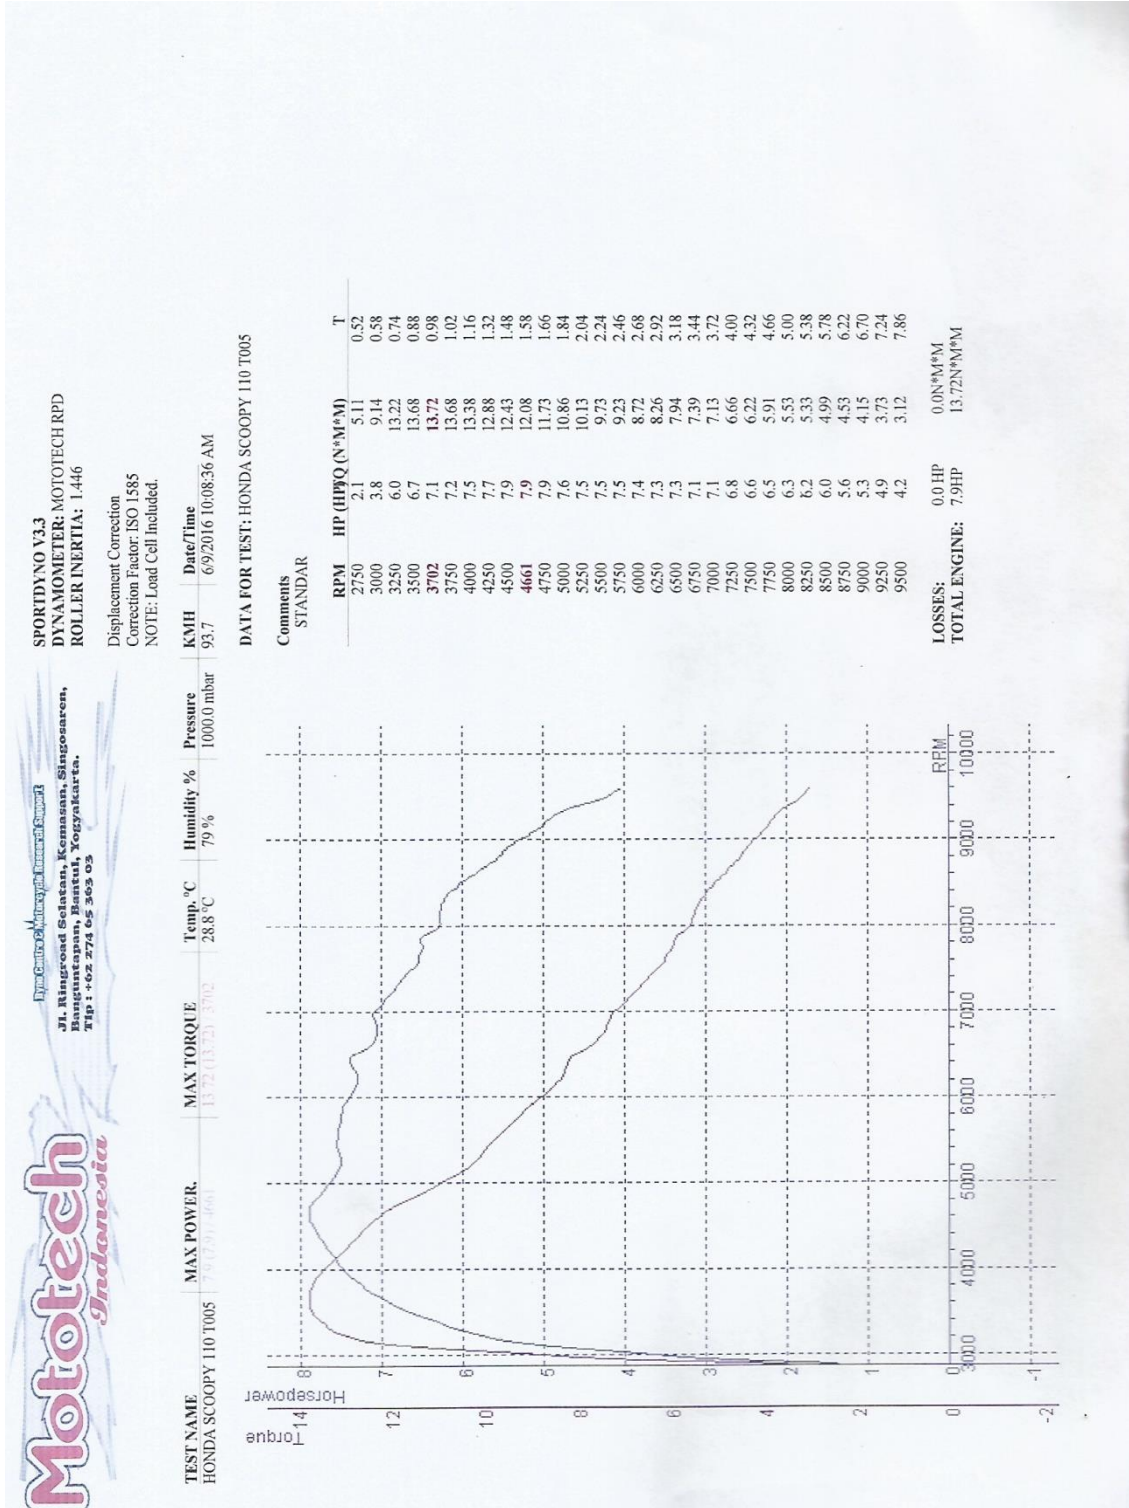 Mototech
Indonesia
Dyno Centre & Motorcycle Research Support
Jl. Ringroad Selatan, Kemasan, Singosaren,
Banguntapan, Bantul, Yogyakarta.
Tlp : +62 274 65 363 03
SPORTDYNO V3.3
DYNAMOMETER: MOTOTECH RPD
ROLLER INERTIA: 1.446
Displacement Correction
Correction Factor: ISO 1585
NOTE: Load Cell Included.
TEST NAME MAX POWER. MAX TORQUE Temp. °C Humidity % Pressure KMH Date/Time
HONDA SCOOPY 110 T005 7.9 (7.9) / 4661 13.72 (13.72) / 3702 28.8 °C 79 % 1000.0 mbar 93.7 6/9/2016 10:08:36 AM
DATA FOR TEST: HONDA SCOOPY 110 T005
Comments
STANDAR
Torque
Horsepower
14 12 10 8 6 4 2 0 -2
8 7 6 5 4 3 2 1 0 -1
3000 4000 5000 6000 7000 8000 9000 10000
RPM
RPM HP (HP) TQ (N*M*M) T
2750 2.1 5.11 0.52
3000 3.8 9.14 0.58
3250 6.0 13.22 0.74
3500 6.7 13.68 0.88
3702 7.1 13.72 0.98
3750 7.2 13.68 1.02
4000 7.5 13.38 1.16
4250 7.7 12.88 1.32
4500 7.9 12.43 1.48
4661 7.9 12.08 1.58
4750 7.9 11.73 1.66
5000 7.6 10.86 1.84
5250 7.5 10.13 2.04
5500 7.5 9.73 2.24
5750 7.5 9.23 2.46
6000 7.4 8.72 2.68
6250 7.3 8.26 2.92
6500 7.3 7.94 3.18
6750 7.1 7.39 3.44
7000 7.1 7.13 3.72
7250 6.8 6.66 4.00
7500 6.6 6.22 4.32
7750 6.5 5.91 4.66
8000 6.3 5.53 5.00
8250 6.2 5.33 5.38
8500 6.0 4.99 5.78
8750 5.6 4.53 6.22
9000 5.3 4.15 6.70
9250 4.9 3.73 7.24
9500 4.2 3.12 7.86
LOSSES: 0.0 HP 0.0N*M*M
TOTAL ENGINE: 7.9HP 13.72N*M*M